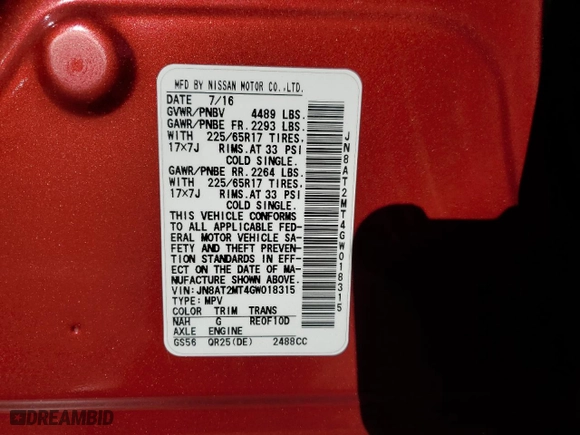 MFD BY NISSAN MOTOR CO.,LTD.
DATE 7/16
GVWR/PNBV 4489 LBS.
GAWR/PNBE FR. 2293 LBS.
WITH 225/65R17 TIRES.
17×7J RIMS.AT 33 PSI
COLD SINGLE.
GAWR/PNBE RR. 2264 LBS.
WITH 225/65R17 TIRES.
17×7J RIMS.AT 33 PSI
COLD SINGLE.
THIS VEHICLE CONFORMS
TO ALL APPLICABLE FED-
ERAL MOTOR VEHICLE SA-
FETY AND THEFT PREVEN-
TION STANDARDS IN EFF-
ECT ON THE DATE OF MA-
NUFACTURE SHOWN ABOVE.
VIN: JN8AT2MT4GW018315
TYPE: MPV
COLOR TRIM TRANS
NAH G RE0F10D
AXLE ENGINE
GS56 QR25(DE) 2488CC
JN8AT2MT4GW018315
DREAMBID